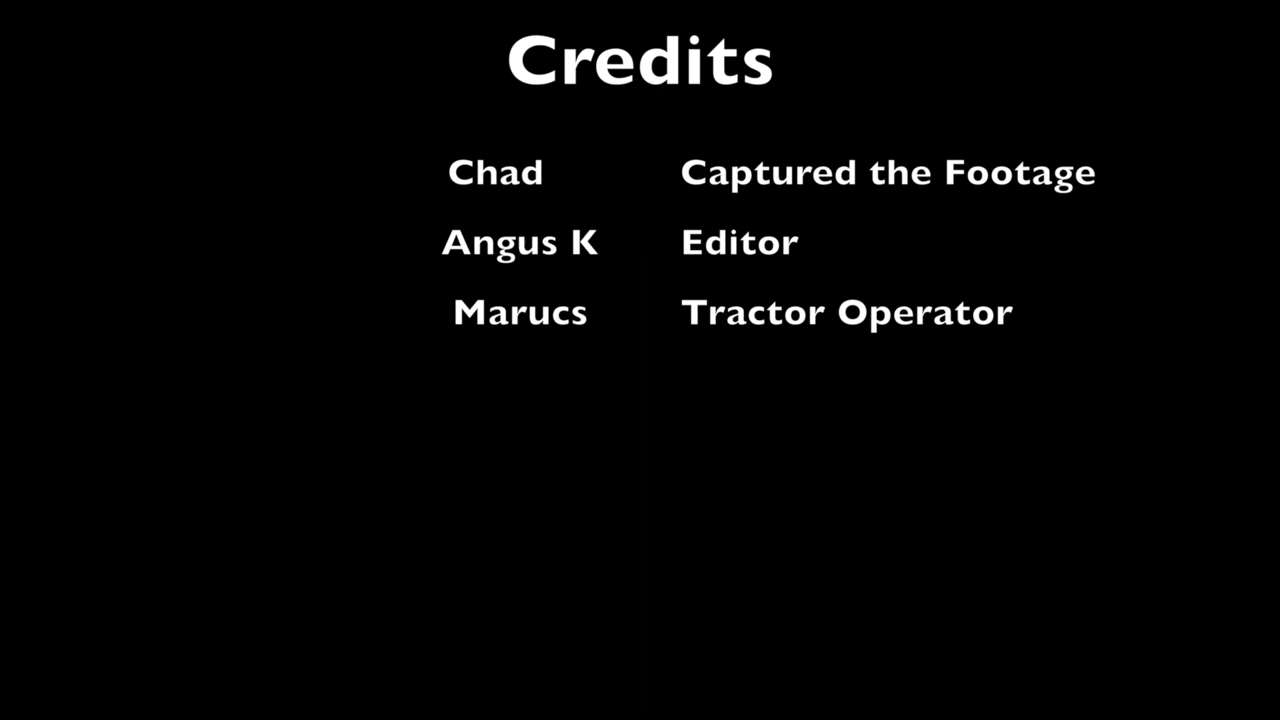 Credits
Chad Captured the Footage
Angus K Editor
Marucs Tractor Operator